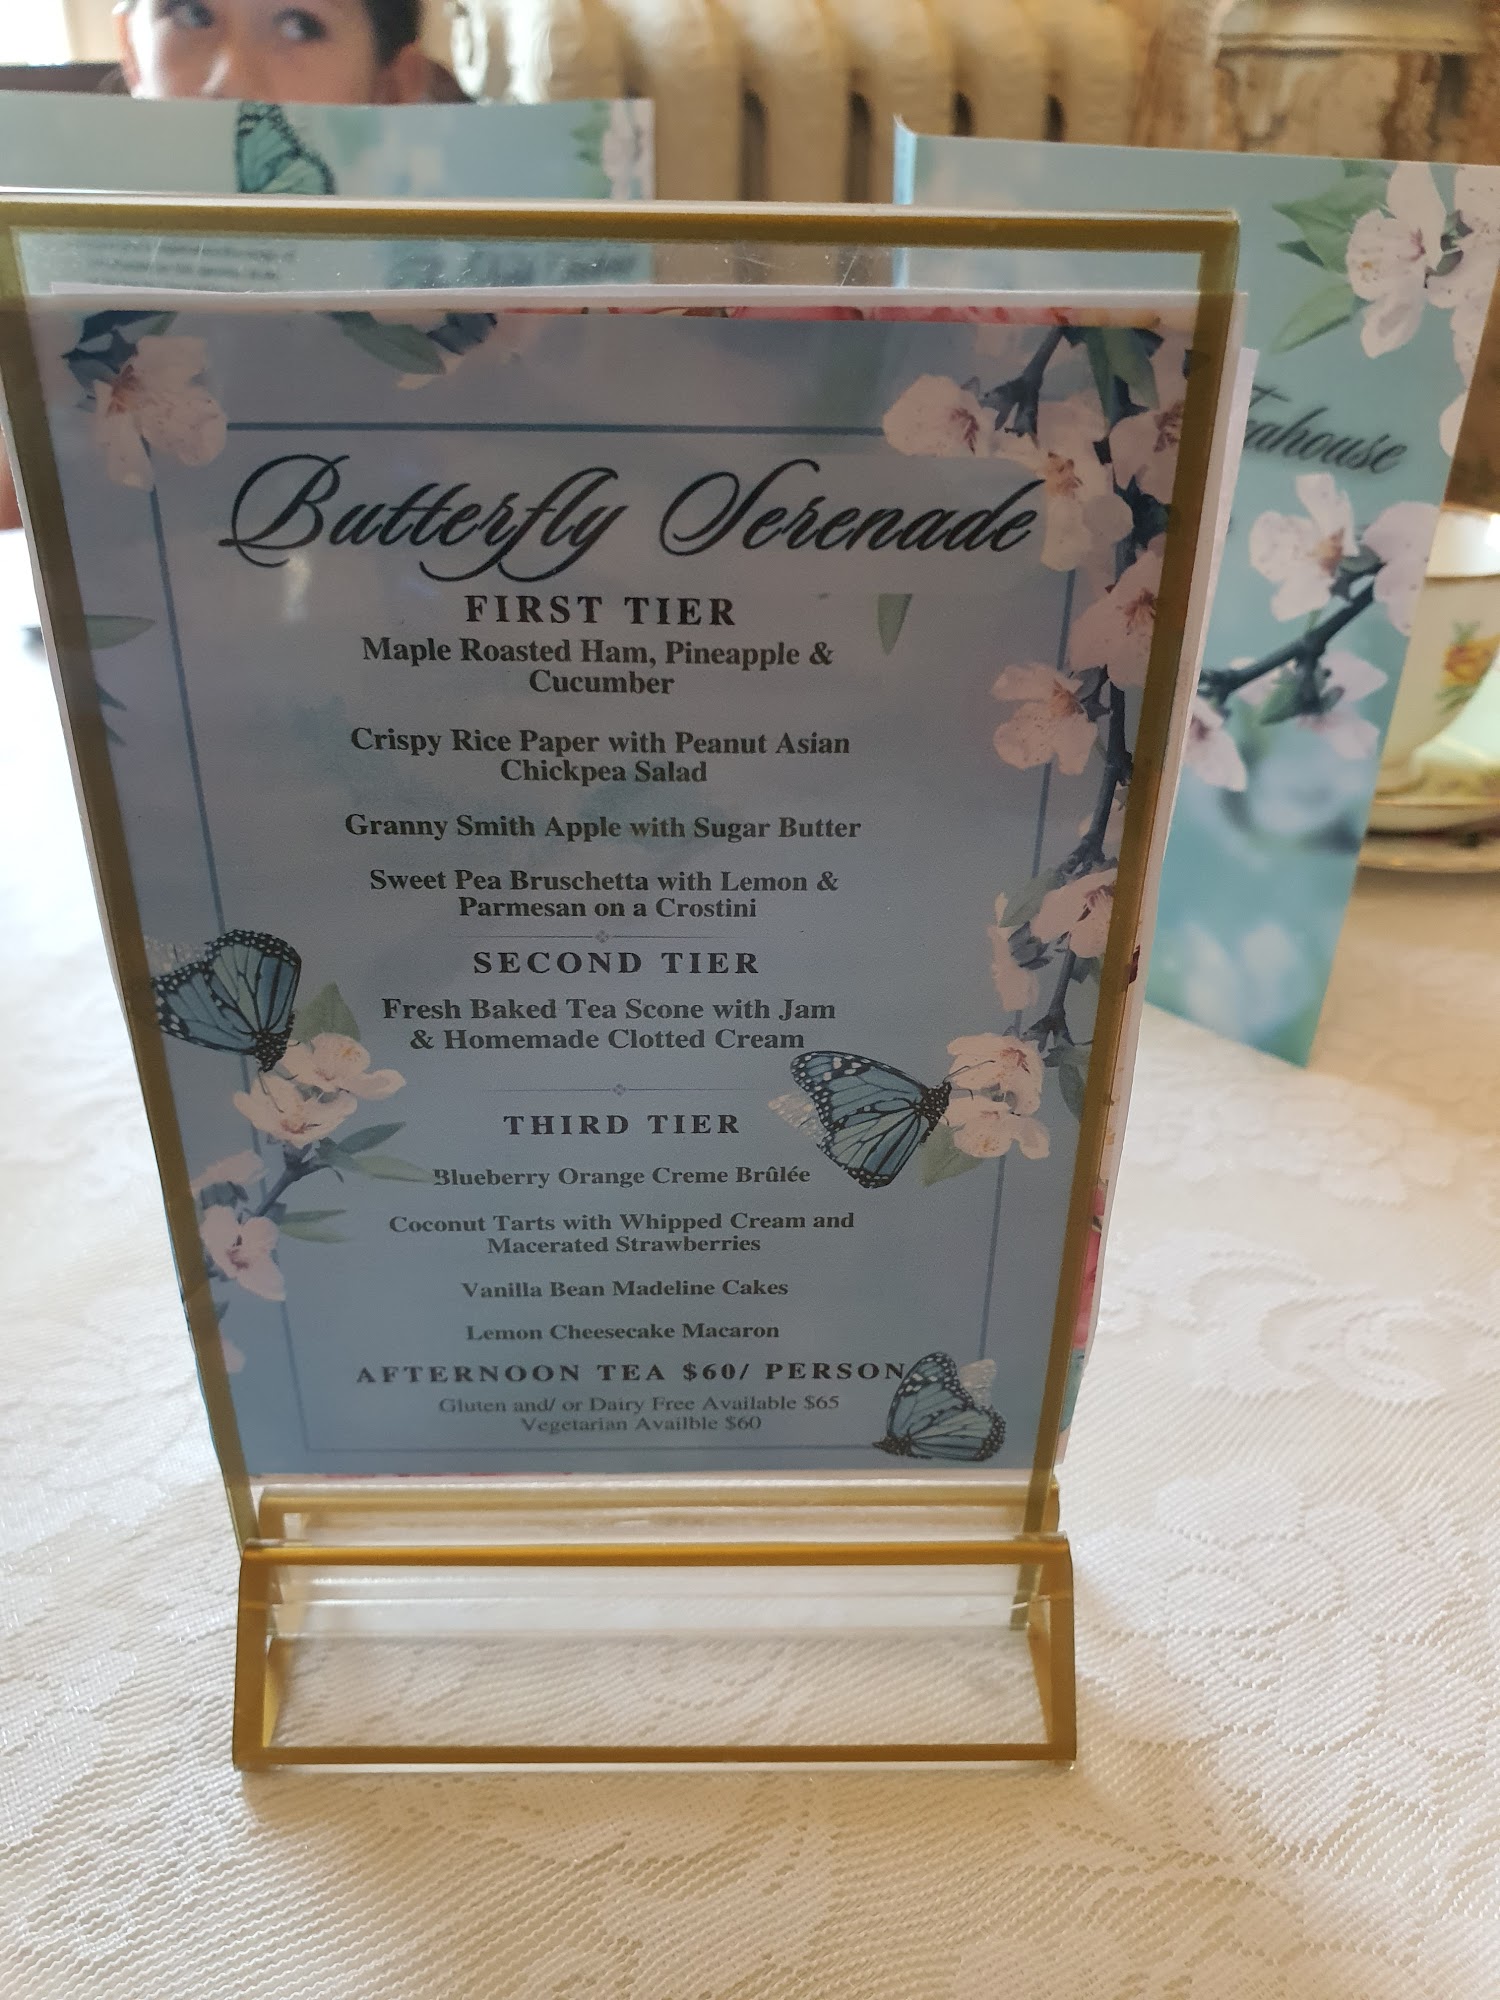 Teahouse
Butterfly Serenade
FIRST TIER
Maple Roasted Ham, Pineapple &
Cucumber
Crispy Rice Paper with Peanut Asian
Chickpea Salad
Granny Smith Apple with Sugar Butter
Sweet Pea Bruschetta with Lemon &
Parmesan on a Crostini
SECOND TIER
Fresh Baked Tea Scone with Jam
& Homemade Clotted Cream
THIRD TIER
Blueberry Orange Creme Brûlée
Coconut Tarts with Whipped Cream and
Macerated Strawberries
Vanilla Bean Madeline Cakes
Lemon Cheesecake Macaron
AFTERNOON TEA $60/ PERSON
Gluten and/ or Dairy Free Available $65
Vegetarian Availble $60